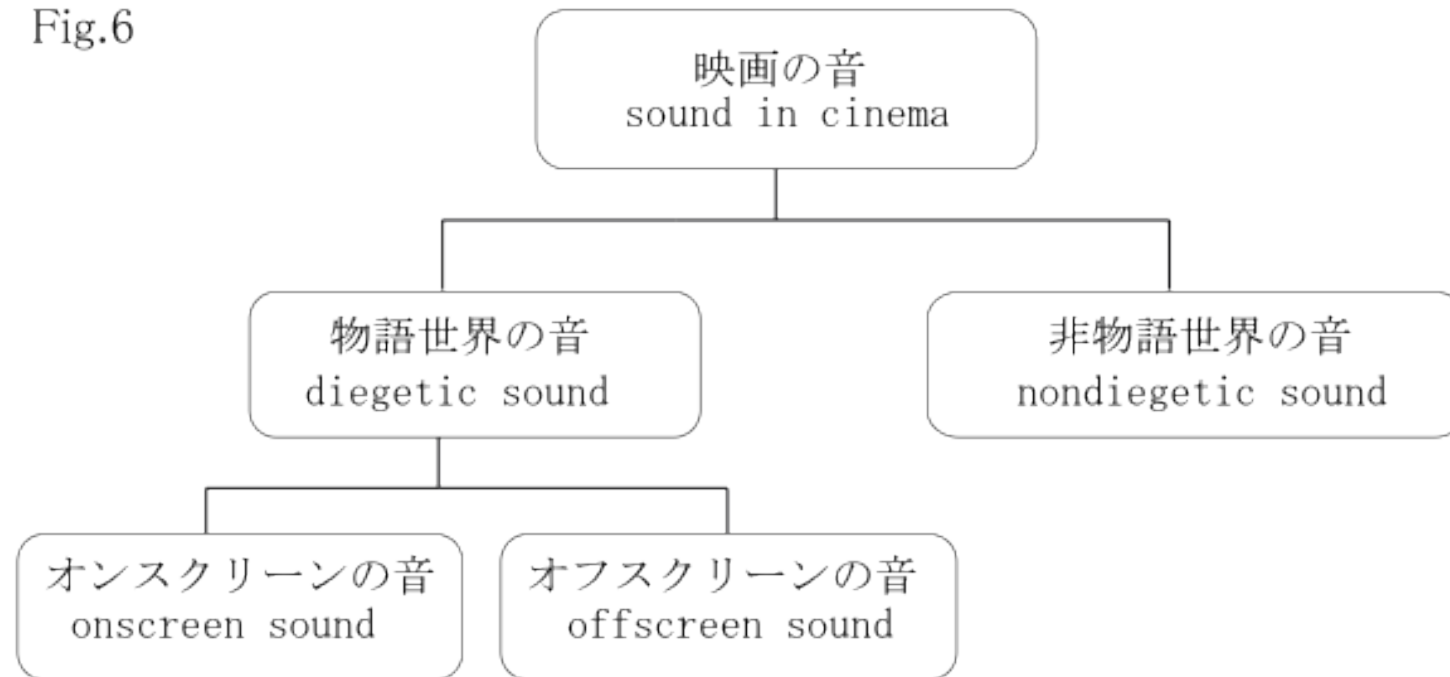 Fig.6
映画の音
sound in cinema
物語世界の音
diegetic sound
非物語世界の音
nondiegetic sound
オンスクリーンの音
onscreen sound
オフスクリーンの音
offscreen sound